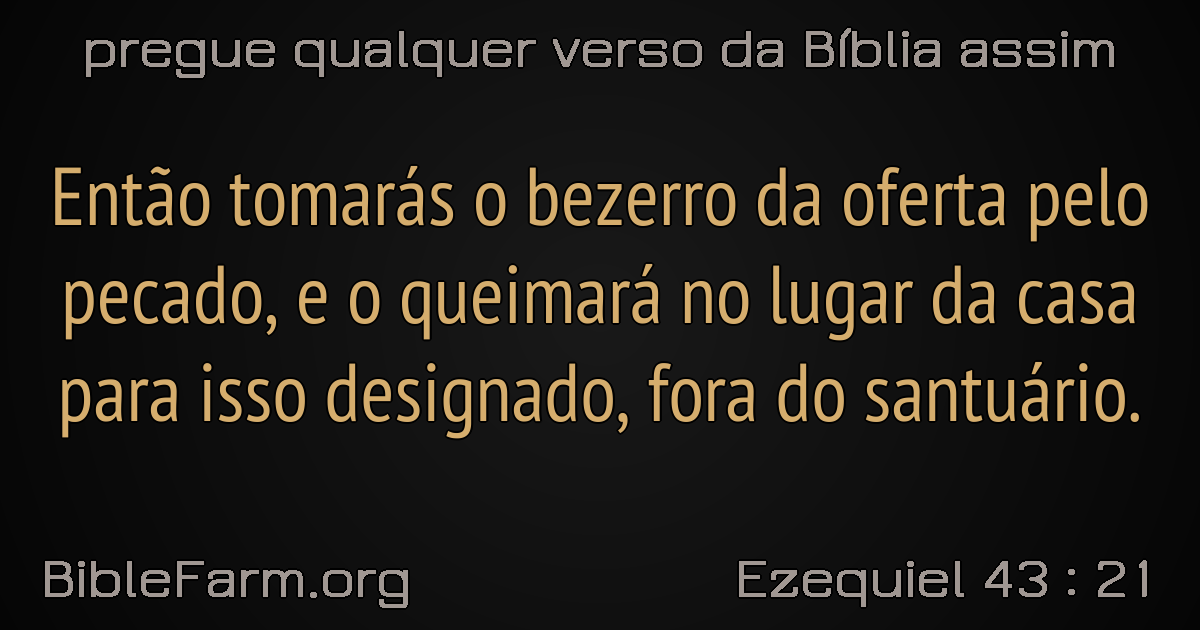 pregue qualquer verso da Bíblia assim
Então tomarás o bezerro da oferta pelo
pecado, e o queimará no lugar da casa
para isso designado, fora do santuário.
BibleFarm.org
Ezequiel 43 : 21